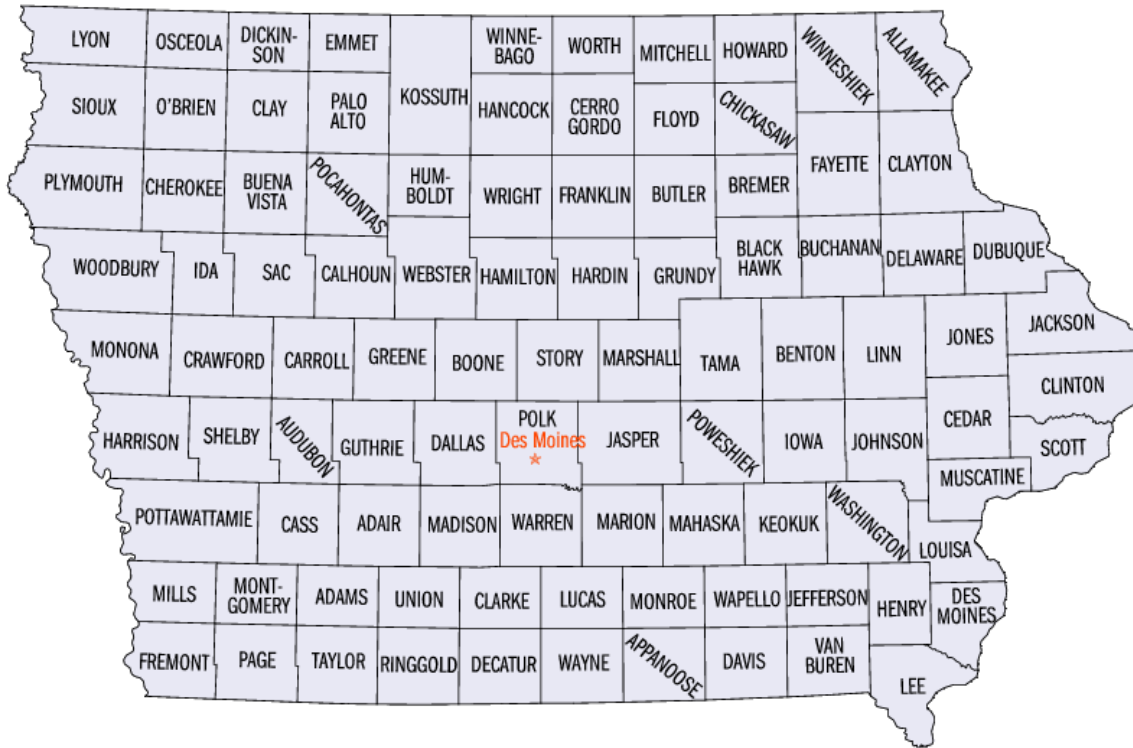 LYON
OSCEOLA
DICKIN-
SON
EMMET
WINNE-
BAGO
WORTH
MITCHELL
HOWARD
WINNESHIEK
ALLAMAKEE
SIOUX
O'BRIEN
CLAY
PALO
ALTO
KOSSUTH
HANCOCK
CERRO
GORDO
FLOYD
CHICKASAW
FAYETTE
CLAYTON
PLYMOUTH
CHEROKEE
BUENA
VISTA
POCAHONTAS
HUM-
BOLDT
WRIGHT
FRANKLIN
BUTLER
BREMER
WOODBURY
IDA
SAC
CALHOUN
WEBSTER
HAMILTON
HARDIN
GRUNDY
BLACK
HAWK
BUCHANAN
DELAWARE
DUBUQUE
MONONA
CRAWFORD
CARROLL
GREENE
BOONE
STORY
MARSHALL
TAMA
BENTON
LINN
JONES
JACKSON
CLINTON
HARRISON
SHELBY
AUDUBON
GUTHRIE
DALLAS
POLK
Des Moines
*
JASPER
POWESHIEK
IOWA
JOHNSON
CEDAR
SCOTT
MUSCATINE
POTTAWATTAMIE
CASS
ADAIR
MADISON
WARREN
MARION
MAHASKA
KEOKUK
WASHINGTON
LOUISA
MILLS
MONT-
GOMERY
ADAMS
UNION
CLARKE
LUCAS
MONROE
WAPELLO
JEFFERSON
HENRY
DES
MOINES
FREMONT
PAGE
TAYLOR
RINGGOLD
DECATUR
WAYNE
APPANOOSE
DAVIS
VAN
BUREN
LEE